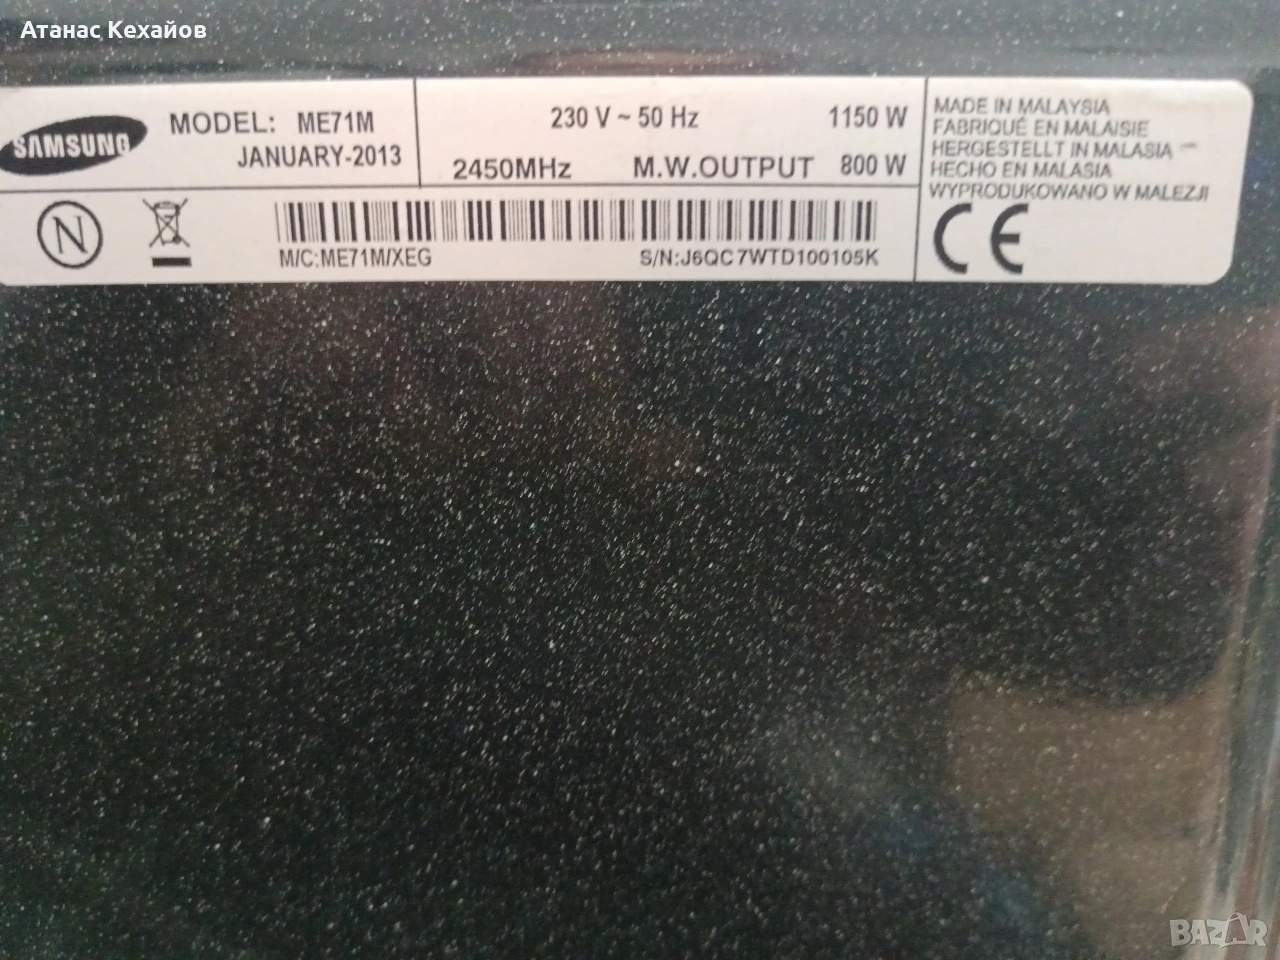 Атанас Кехайов
SAMSUNG
MODEL: ME71M
JANUARY-2013
230 V ~ 50 Hz 1150 W
2450MHz M.W.OUTPUT 800 W
MADE IN MALAYSIA
FABRIQUÉ EN MALAISIE
HERGESTELLT IN MALASIA
HECHO EN MALASIA
WYPRODUKOWANO W MALEZJI
N
M/C:ME71M/XEG S/N:J6QC7WTD100105K
CE
BAZAR